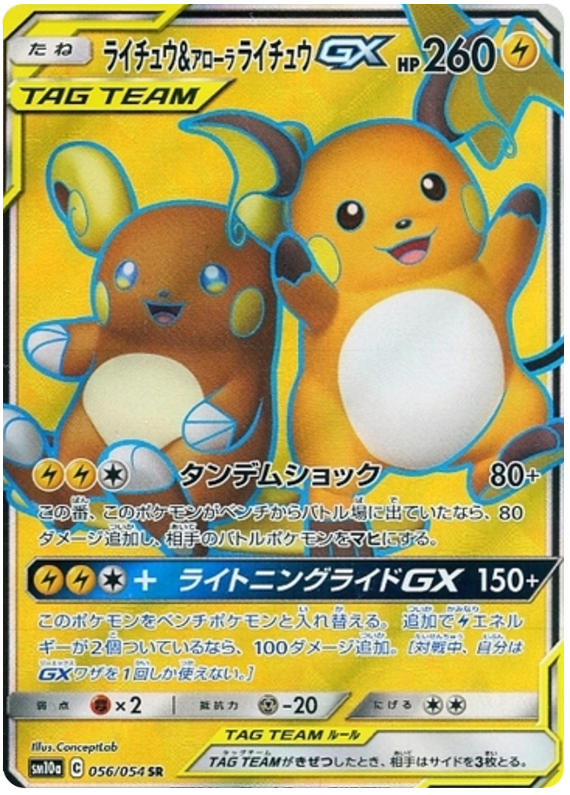 たね ライチュウ&アローラライチュウGX HP260
TAG TEAM
タンデムショック 80+
この番、このポケモンがベンチからバトル場に出ていたなら、80
ダメージ追加し、相手のバトルポケモンをマヒにする。
+ ライトニングライドGX 150+
このポケモンをベンチポケモンと入れ替える。追加でエネル
ギーが2個ついているなら、100ダメージ追加。[対戦中、自分は
GXワザを1回しか使えない。]
弱点 ×2 抵抗力 -20 にげる
Illus.ConceptLab
TAG TEAM ルール
sm10a C 056/054 SR
TAG TEAMがきぜつしたとき、相手はサイドを3枚とる。